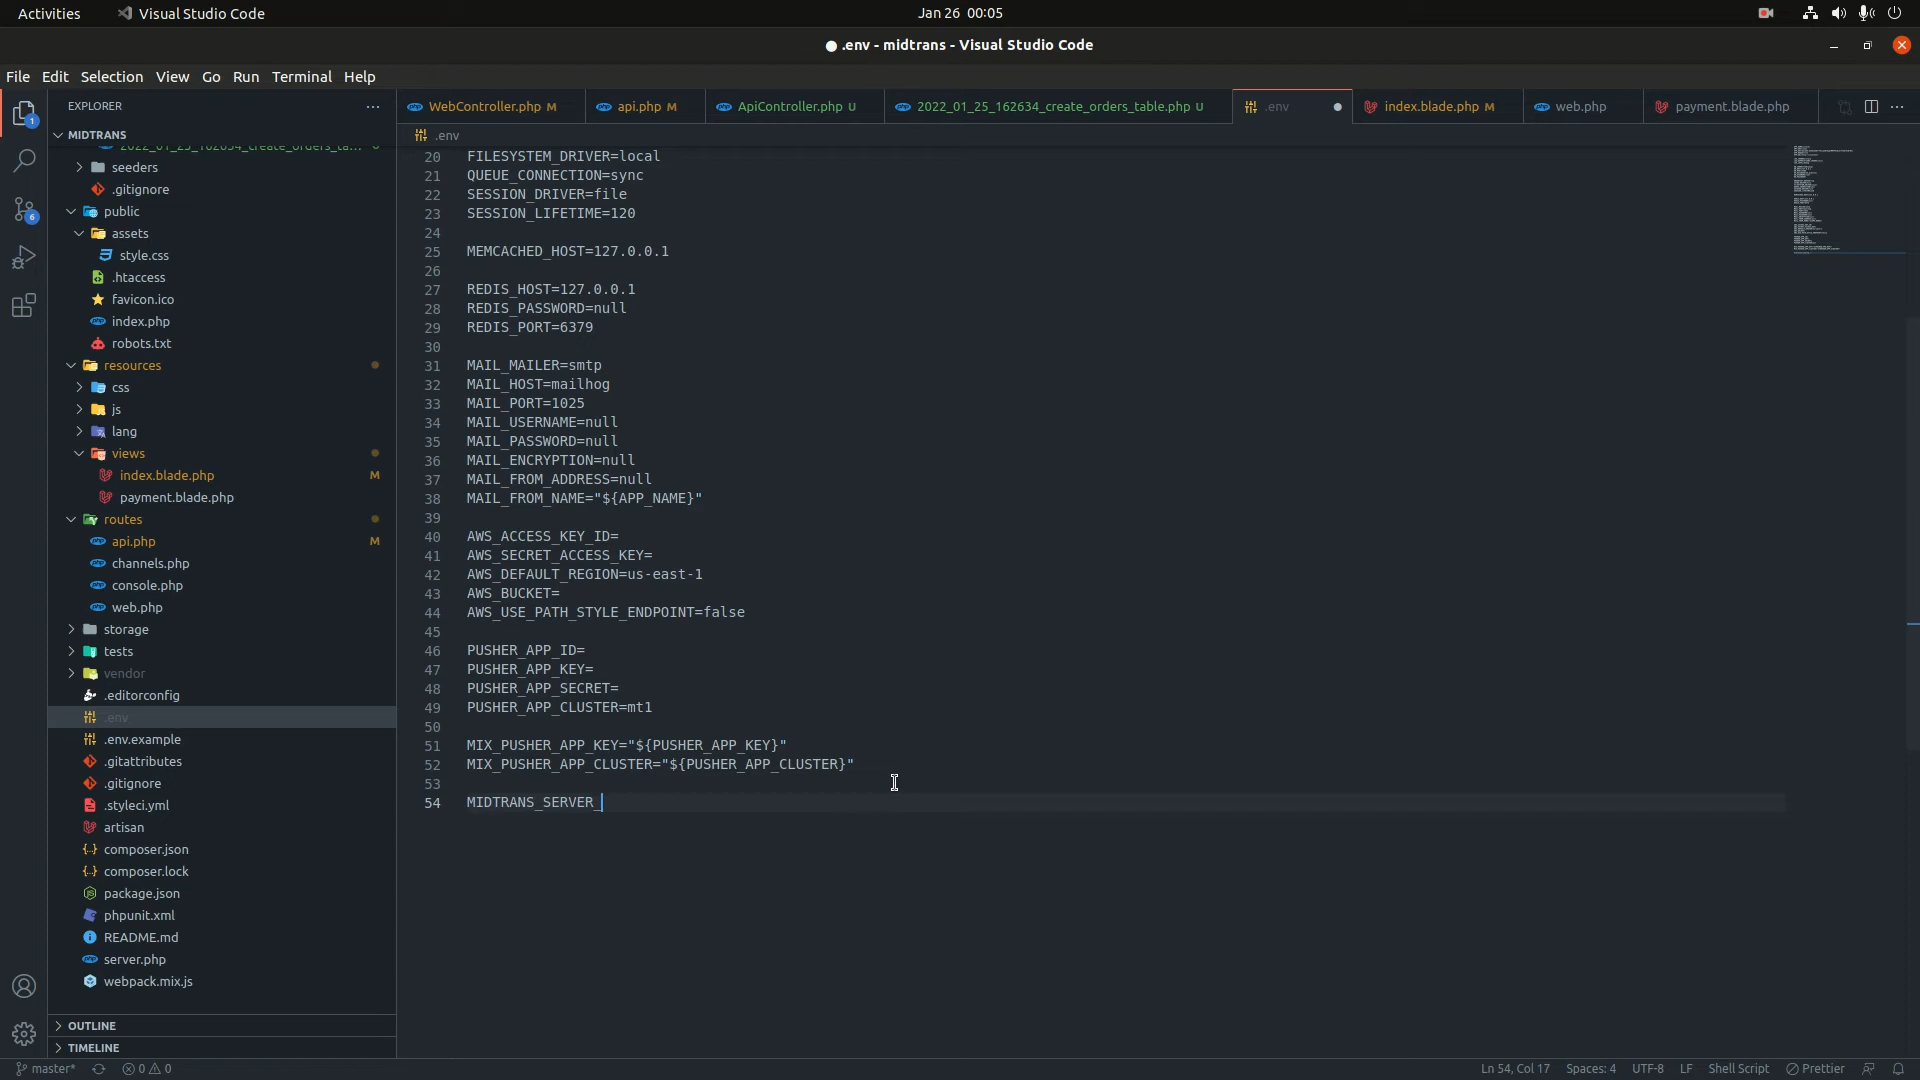 Activities
Visual Studio Code
Jan 26 00:05
.env - midtrans - Visual Studio Code
File Edit Selection View Go Run Terminal Help
EXPLORER
MIDTRANS
2022_01_25_162634_create_orders_ta...
seeders
.gitignore
public
assets
style.css
.htaccess
favicon.ico
index.php
robots.txt
resources
css
js
lang
views
index.blade.php M
payment.blade.php
routes
api.php M
channels.php
console.php
web.php
storage
tests
vendor
.editorconfig
.env
.env.example
.gitattributes
.gitignore
.styleci.yml
artisan
composer.json
composer.lock
package.json
phpunit.xml
README.md
server.php
webpack.mix.js
OUTLINE
TIMELINE
WebController.php M
api.php M
ApiController.php U
2022_01_25_162634_create_orders_table.php U
.env
index.blade.php M
web.php
payment.blade.php
.env
20 FILESYSTEM_DRIVER=local
21 QUEUE_CONNECTION=sync
22 SESSION_DRIVER=file
23 SESSION_LIFETIME=120
24
25 MEMCACHED_HOST=127.0.0.1
26
27 REDIS_HOST=127.0.0.1
28 REDIS_PASSWORD=null
29 REDIS_PORT=6379
30
31 MAIL_MAILER=smtp
32 MAIL_HOST=mailhog
33 MAIL_PORT=1025
34 MAIL_USERNAME=null
35 MAIL_PASSWORD=null
36 MAIL_ENCRYPTION=null
37 MAIL_FROM_ADDRESS=null
38 MAIL_FROM_NAME="${APP_NAME}"
39
40 AWS_ACCESS_KEY_ID=
41 AWS_SECRET_ACCESS_KEY=
42 AWS_DEFAULT_REGION=us-east-1
43 AWS_BUCKET=
44 AWS_USE_PATH_STYLE_ENDPOINT=false
45
46 PUSHER_APP_ID=
47 PUSHER_APP_KEY=
48 PUSHER_APP_SECRET=
49 PUSHER_APP_CLUSTER=mt1
50
51 MIX_PUSHER_APP_KEY="${PUSHER_APP_KEY}"
52 MIX_PUSHER_APP_CLUSTER="${PUSHER_APP_CLUSTER}"
53
54 MIDTRANS_SERVER_
1
6
master*
0 0
Ln 54, Col 17
Spaces: 4
UTF-8
LF
Shell Script
Prettier